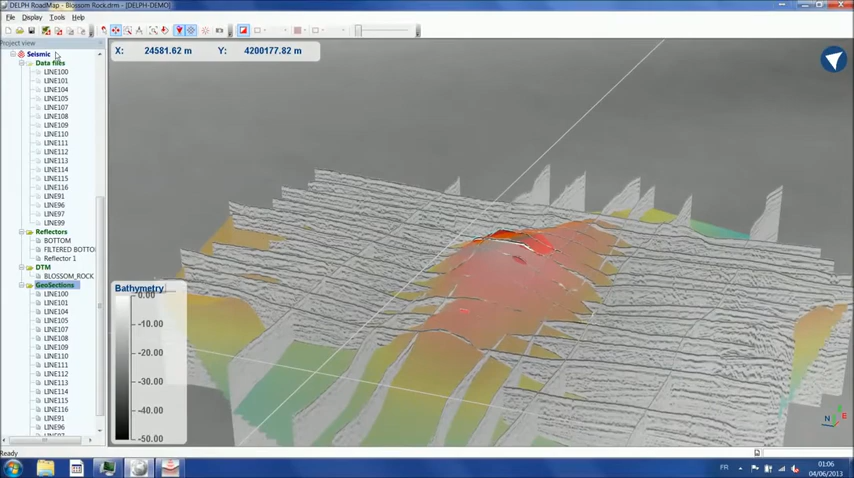 DELPH RoadMap - Blossom Rock.drm - [DELPH-DEMO]
File Display Tools Help
Project view
Seismic
Data files
LINE100
LINE101
LINE104
LINE105
LINE107
LINE108
LINE109
LINE110
LINE111
LINE112
LINE113
LINE114
LINE115
LINE116
LINE91
LINE96
LINE97
LINE99
Reflectors
BOTTOM
FILTERED BOTTO
Reflector 1
DTM
BLOSSOM_ROCK
GeoSections
LINE100
LINE101
LINE104
LINE105
LINE107
LINE108
LINE109
LINE110
LINE111
LINE112
LINE113
LINE114
LINE115
LINE116
LINE91
LINE96
X: 24581.62 m Y: 4200177.82 m
Bathymetry
0.00
-10.00
-20.00
-30.00
-40.00
-50.00
N E
Ready
FR
01:06
04/06/2013